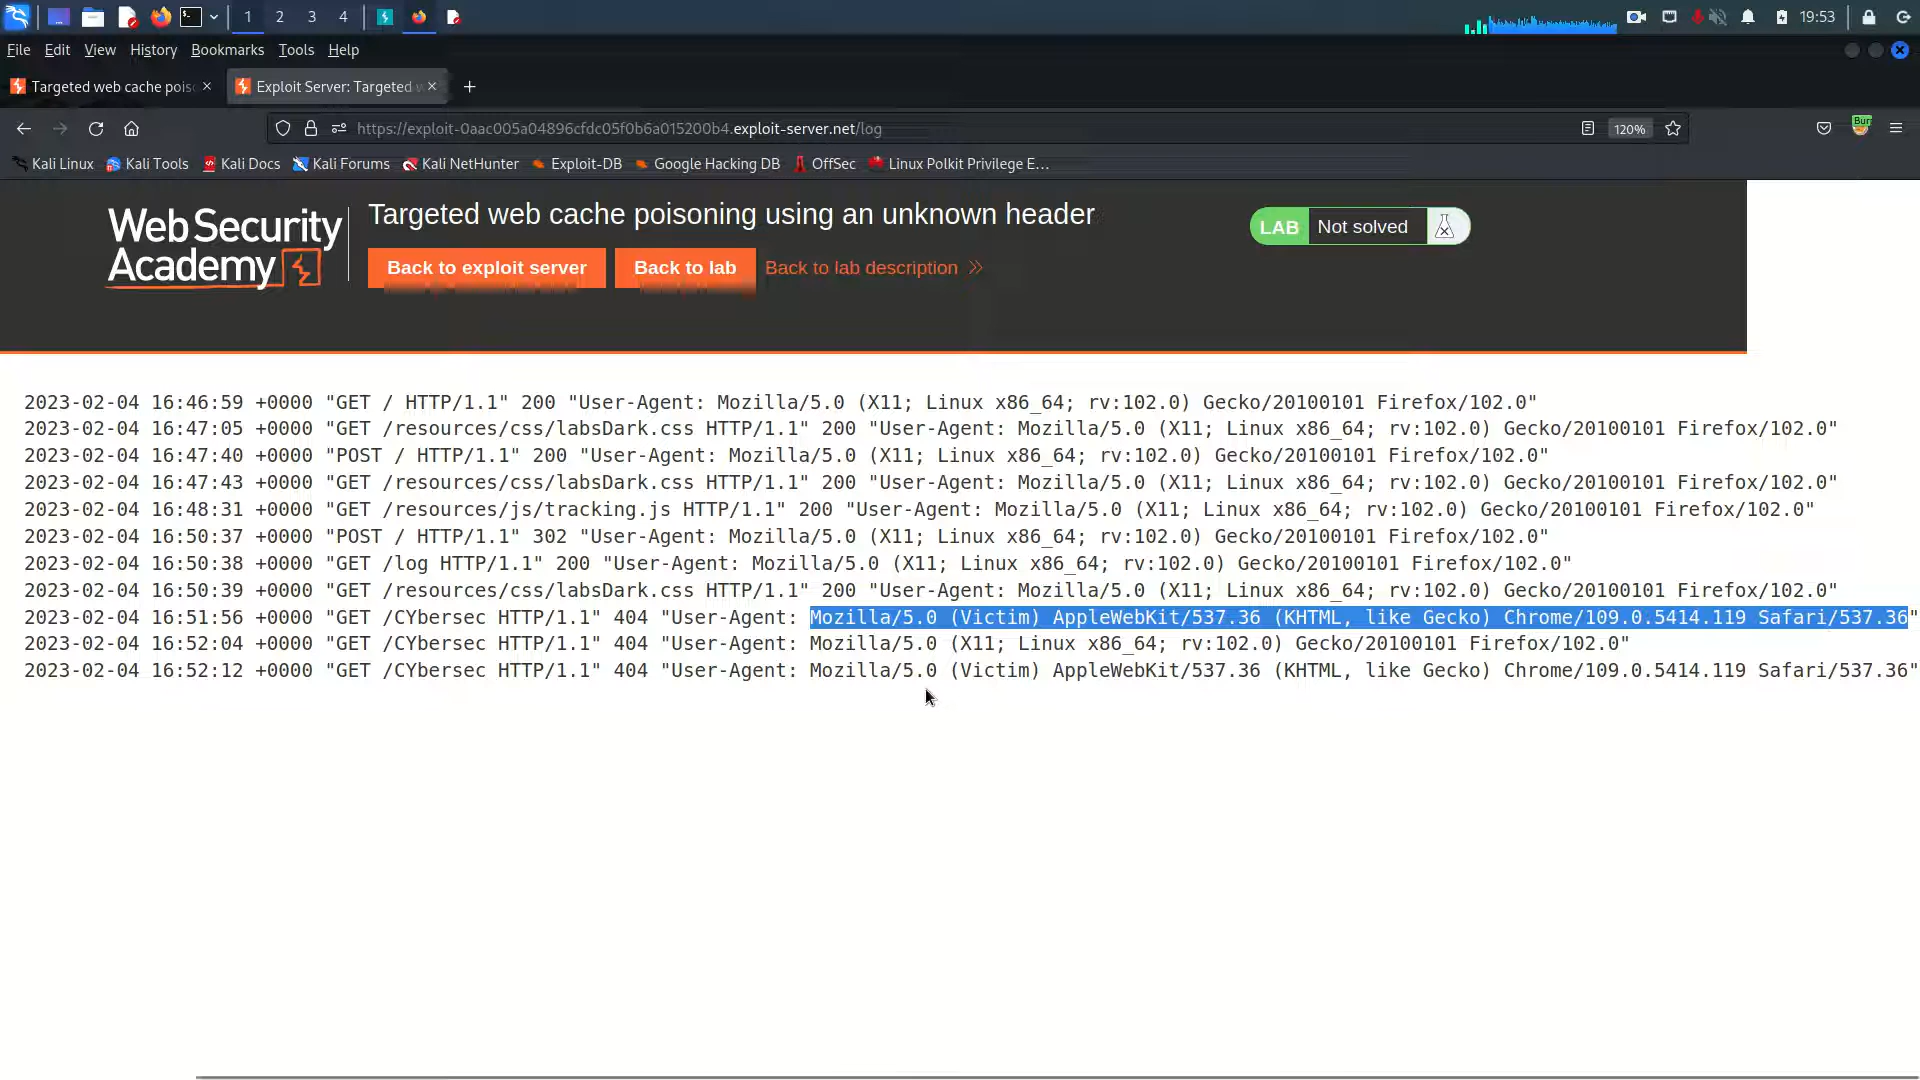 1 2 3 4 19:53
File Edit View History Bookmarks Tools Help
Targeted web cache pois
Exploit Server: Targeted w
https://exploit-0aac005a04896cfdc05f0b6a015200b4.exploit-server.net/log
120%
Kali Linux Kali Tools Kali Docs Kali Forums Kali NetHunter Exploit-DB Google Hacking DB OffSec Linux Polkit Privilege E…
Web Security
Academy
Targeted web cache poisoning using an unknown header
LAB Not solved
Back to exploit server Back to lab Back to lab description
2023-02-04 16:46:59 +0000 "GET / HTTP/1.1" 200 "User-Agent: Mozilla/5.0 (X11; Linux x86_64; rv:102.0) Gecko/20100101 Firefox/102.0"
2023-02-04 16:47:05 +0000 "GET /resources/css/labsDark.css HTTP/1.1" 200 "User-Agent: Mozilla/5.0 (X11; Linux x86_64; rv:102.0) Gecko/20100101 Firefox/102.0"
2023-02-04 16:47:40 +0000 "POST / HTTP/1.1" 200 "User-Agent: Mozilla/5.0 (X11; Linux x86_64; rv:102.0) Gecko/20100101 Firefox/102.0"
2023-02-04 16:47:43 +0000 "GET /resources/css/labsDark.css HTTP/1.1" 200 "User-Agent: Mozilla/5.0 (X11; Linux x86_64; rv:102.0) Gecko/20100101 Firefox/102.0"
2023-02-04 16:48:31 +0000 "GET /resources/js/tracking.js HTTP/1.1" 200 "User-Agent: Mozilla/5.0 (X11; Linux x86_64; rv:102.0) Gecko/20100101 Firefox/102.0"
2023-02-04 16:50:37 +0000 "POST / HTTP/1.1" 302 "User-Agent: Mozilla/5.0 (X11; Linux x86_64; rv:102.0) Gecko/20100101 Firefox/102.0"
2023-02-04 16:50:38 +0000 "GET /log HTTP/1.1" 200 "User-Agent: Mozilla/5.0 (X11; Linux x86_64; rv:102.0) Gecko/20100101 Firefox/102.0"
2023-02-04 16:50:39 +0000 "GET /resources/css/labsDark.css HTTP/1.1" 200 "User-Agent: Mozilla/5.0 (X11; Linux x86_64; rv:102.0) Gecko/20100101 Firefox/102.0"
2023-02-04 16:51:56 +0000 "GET /CYbersec HTTP/1.1" 404 "User-Agent: Mozilla/5.0 (Victim) AppleWebKit/537.36 (KHTML, like Gecko) Chrome/109.0.5414.119 Safari/537.36"
2023-02-04 16:52:04 +0000 "GET /CYbersec HTTP/1.1" 404 "User-Agent: Mozilla/5.0 (X11; Linux x86_64; rv:102.0) Gecko/20100101 Firefox/102.0"
2023-02-04 16:52:12 +0000 "GET /CYbersec HTTP/1.1" 404 "User-Agent: Mozilla/5.0 (Victim) AppleWebKit/537.36 (KHTML, like Gecko) Chrome/109.0.5414.119 Safari/537.36"